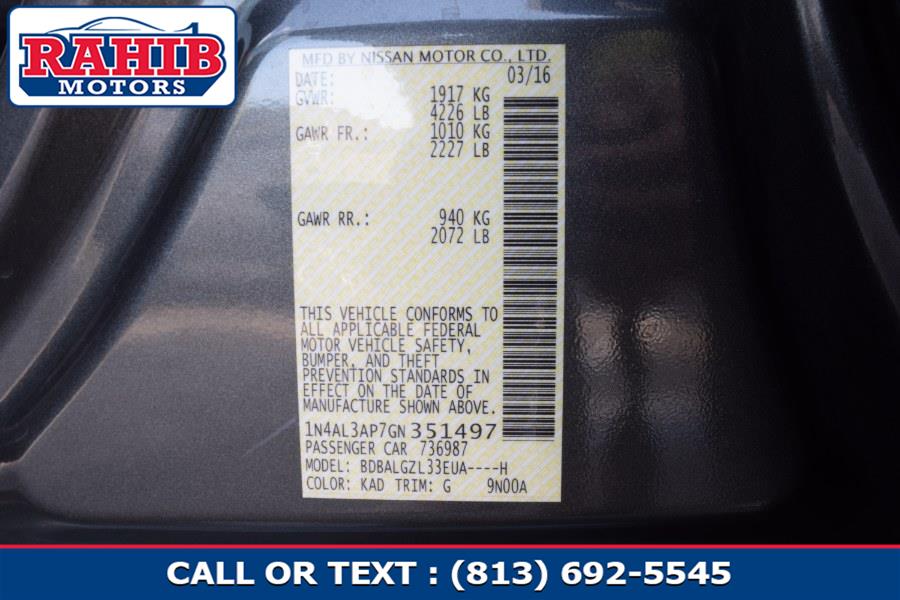 RAHIB
MOTORS
MFD BY NISSAN MOTOR CO., LTD.
DATE: 03/16
GVWR: 1917 KG
4226 LB
GAWR FR.: 1010 KG
2227 LB
GAWR RR.: 940 KG
2072 LB
THIS VEHICLE CONFORMS TO
ALL APPLICABLE FEDERAL
MOTOR VEHICLE SAFETY,
BUMPER, AND THEFT
PREVENTION STANDARDS IN
EFFECT ON THE DATE OF
MANUFACTURE SHOWN ABOVE.
1N4AL3AP7GN351497
PASSENGER CAR 736987
MODEL: BDBALGZL33EUA----H
COLOR: KAD TRIM: G 9N00A
CALL OR TEXT : (813) 692-5545